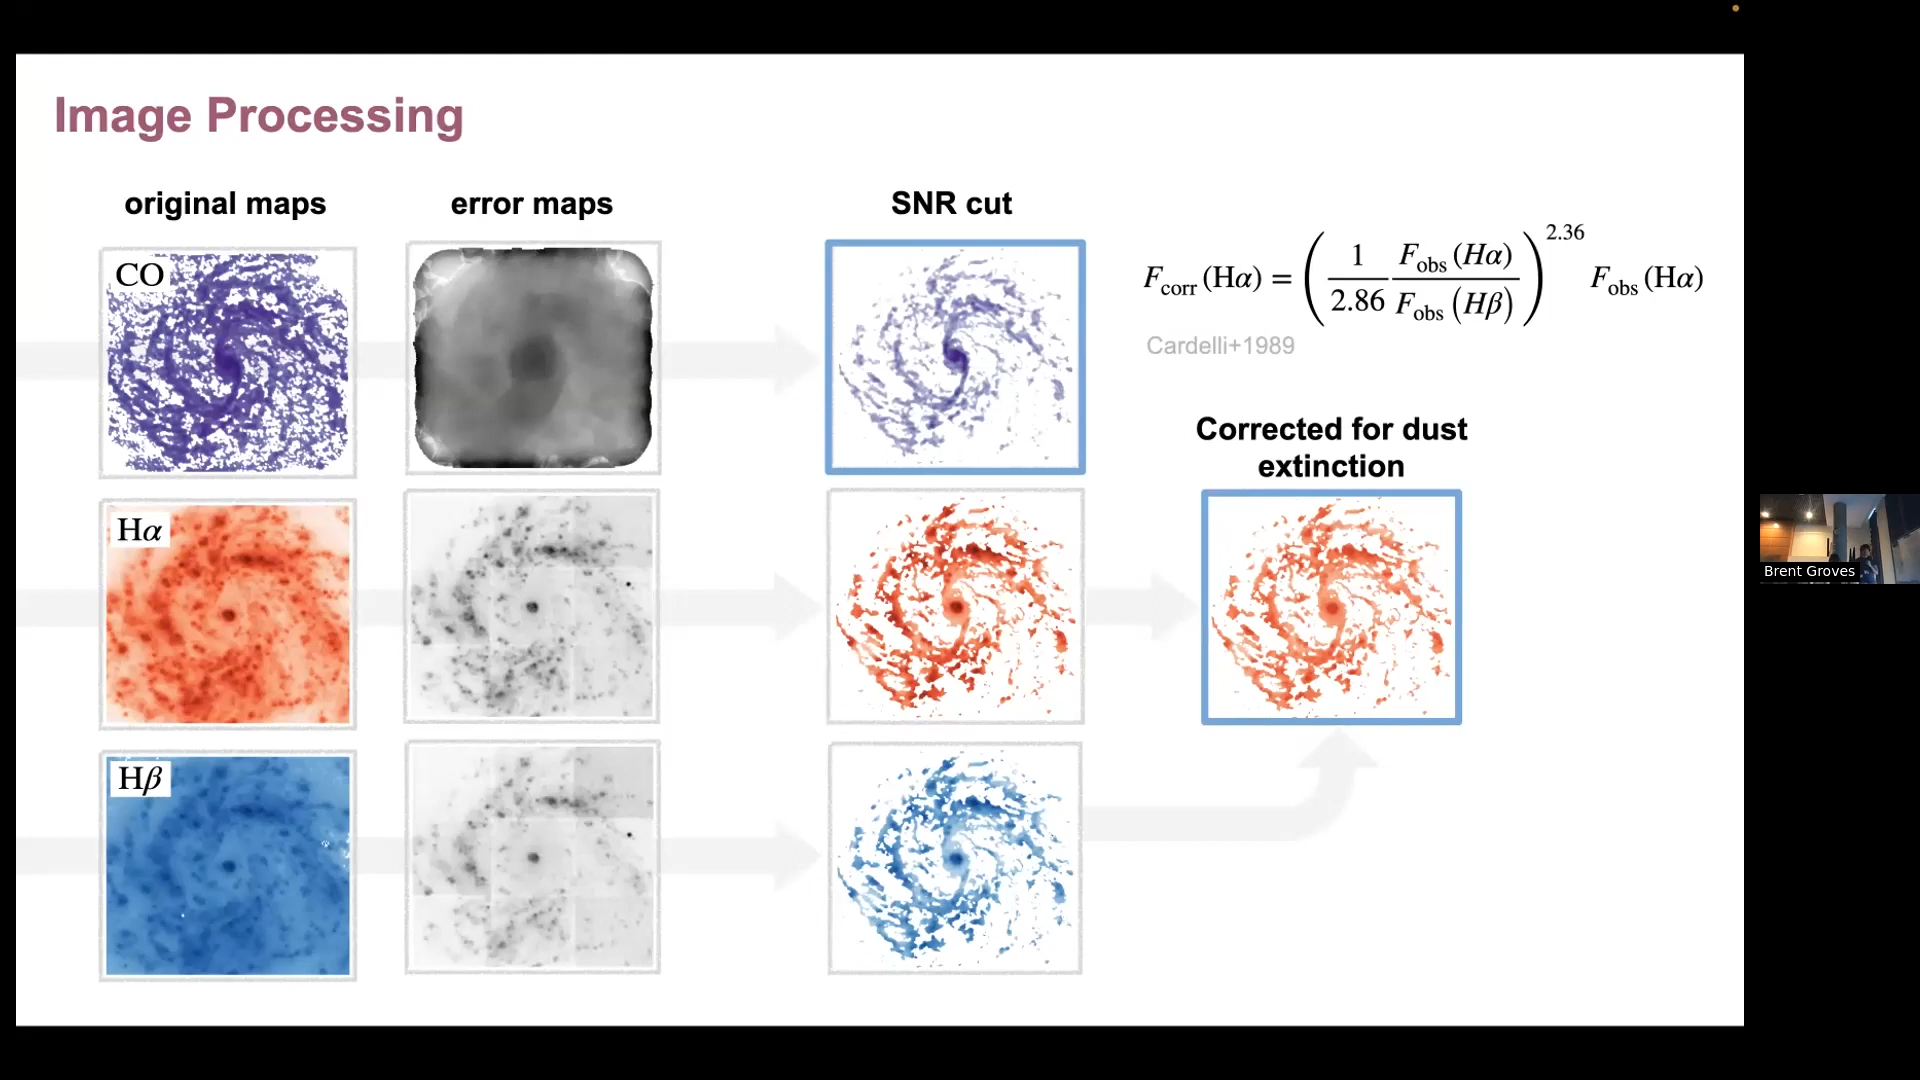 Image Processing
original maps
error maps
SNR cut
CO
F_corr (Hα) = ( 1/2.86 F_obs (Hα) / F_obs (Hβ) )^2.36 F_obs (Hα)
Cardelli+1989
Corrected for dust
extinction
Hα
Hβ
Brent Groves